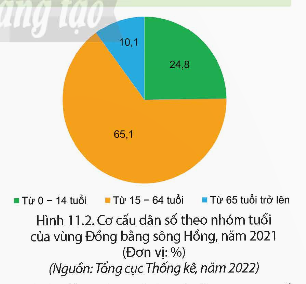 ang tạo
10,1
24,8
65,1
Từ 0 – 14 tuổi Từ 15 – 64 tuổi Từ 65 tuổi trở lên
Hình 11.2. Cơ cấu dân số theo nhóm tuổi
của vùng Đồng bằng sông Hồng, năm 2021
(Đơn vị: %)
(Nguồn: Tổng cục Thống kê, năm 2022)